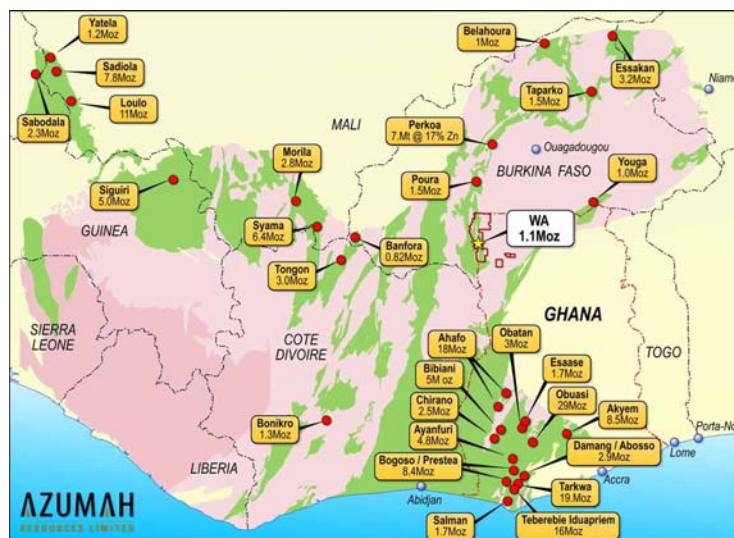 Yatela
1.2Moz
Sadiola
7.8Moz
Loulo
11Moz
Sabodala
2.3Moz
Siguiri
5.0Moz
GUINEA
SIERRA
LEONE
LIBERIA
MALI
Morila
2.8Moz
Syama
6.4Moz
Tongon
3.0Moz
Banfora
0.82Moz
COTE
DIVOIRE
Bonikro
1.3Moz
Belahoura
1Moz
Essakan
3.2Moz
Taparko
1.5Moz
Niame
Perkoa
7.Mt @ 17% Zn
Ouagadougou
BURKINA FASO
Poura
1.5Moz
Youga
1.0Moz
WA
1.1Moz
GHANA
TOGO
Ahafo
18Moz
Obatan
3Moz
Esaase
1.7Moz
Bibiani
5M oz
Obuasi
29Moz
Chirano
2.5Moz
Akyem
8.5Moz
Ayanfuri
4.8Moz
Damang / Abosso
2.9Moz
Bogoso / Prestea
8.4Moz
Tarkwa
19.Moz
Teberebie Iduapriem
16Moz
Salman
1.7Moz
Abidjan
Accra
Lome
Porta-No
AZUMAH
RESOURCES LIMITED